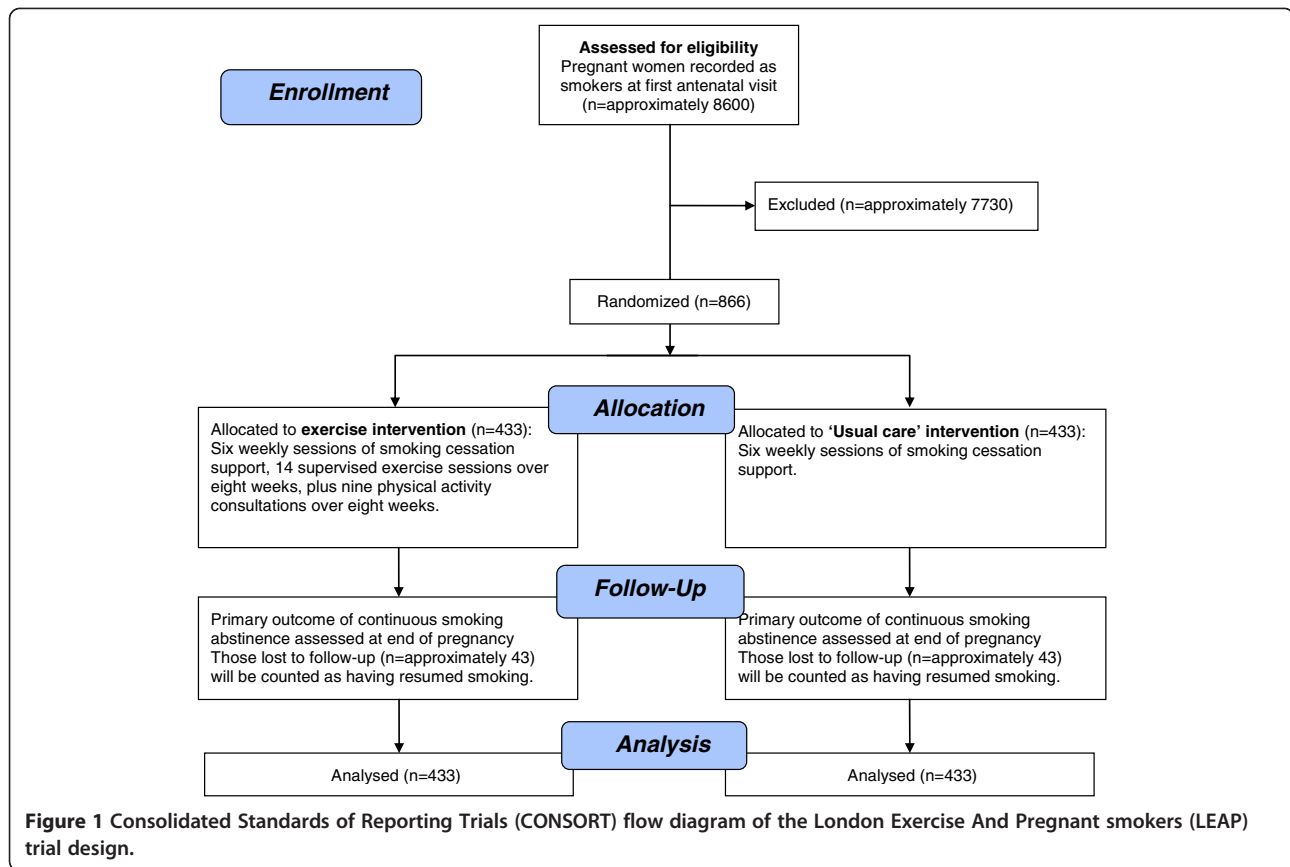 Assessed for eligibility
Pregnant women recorded as
smokers at first antenatal visit
(n=approximately 8600)
Enrollment
Excluded (n=approximately 7730)
Randomized (n=866)
Allocation
Allocated to exercise intervention (n=433):
Six weekly sessions of smoking cessation
support, 14 supervised exercise sessions over
eight weeks, plus nine physical activity
consultations over eight weeks.
Allocated to ‘Usual care’ intervention (n=433):
Six weekly sessions of smoking cessation
support.
Follow-Up
Primary outcome of continuous smoking
abstinence assessed at end of pregnancy
Those lost to follow-up (n=approximately 43)
will be counted as having resumed smoking.
Primary outcome of continuous smoking
abstinence assessed at end of pregnancy
Those lost to follow-up (n=approximately 43)
will be counted as having resumed smoking.
Analysis
Analysed (n=433)
Analysed (n=433)
Figure 1 Consolidated Standards of Reporting Trials (CONSORT) flow diagram of the London Exercise And Pregnant smokers (LEAP)
trial design.